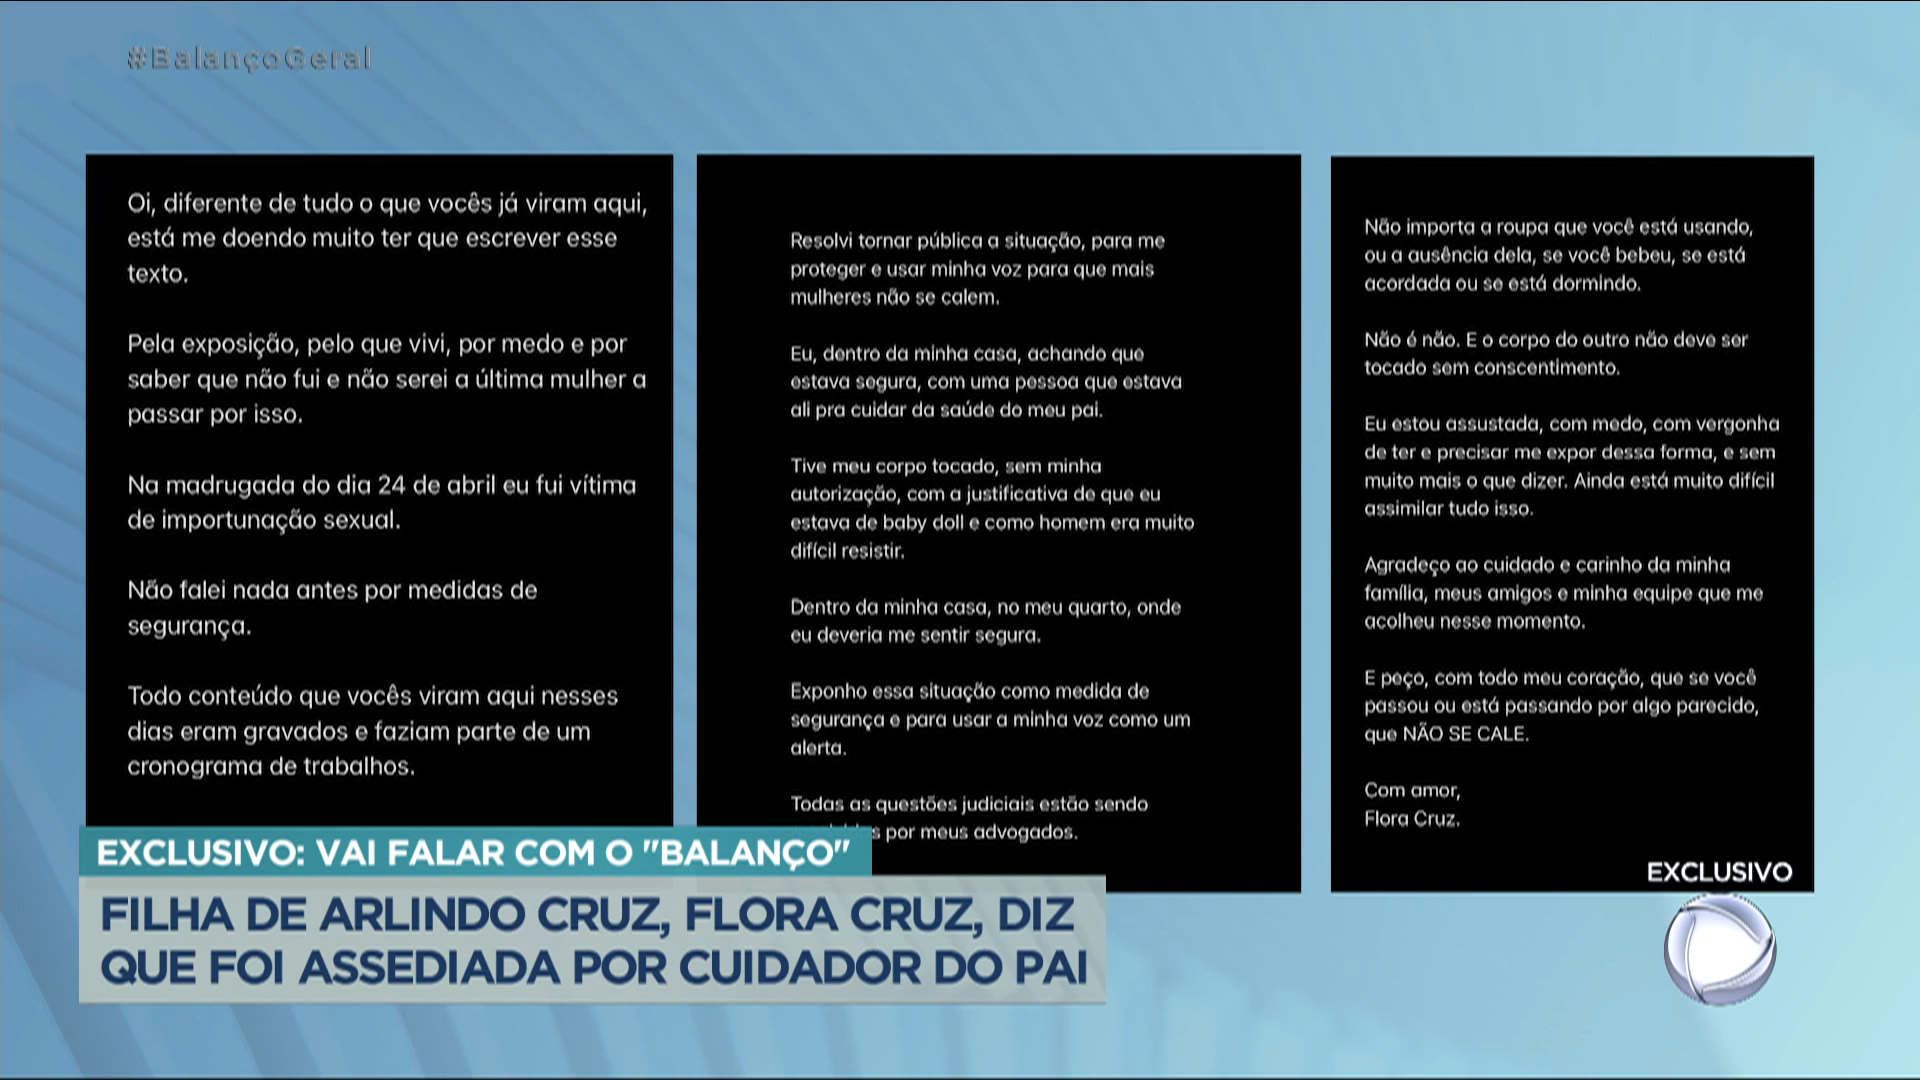 #BalançoGeral
Oi, diferente de tudo o que vocês já viram aqui,
está me doendo muito ter que escrever esse
texto.
Pela exposição, pelo que vivi, por medo e por
saber que não fui e não serei a última mulher a
passar por isso.
Na madrugada do dia 24 de abril eu fui vítima
de importunação sexual.
Não falei nada antes por medidas de
segurança.
Todo conteúdo que vocês viram aqui nesses
dias eram gravados e faziam parte de um
cronograma de trabalhos.
Resolvi tornar pública a situação, para me
proteger e usar minha voz para que mais
mulheres não se calem.
Eu, dentro da minha casa, achando que
estava segura, com uma pessoa que estava
ali pra cuidar da saúde do meu pai.
Tive meu corpo tocado, sem minha
autorização, com a justificativa de que eu
estava de baby doll e como homem era muito
difícil resistir.
Dentro da minha casa, no meu quarto, onde
eu deveria me sentir segura.
Exponho essa situação como medida de
segurança e para usar a minha voz como um
alerta.
Todas as questões judiciais estão sendo
por meus advogados.
Não importa a roupa que você está usando,
ou a ausência dela, se você bebeu, se está
acordada ou se está dormindo.
Não é não. E o corpo do outro não deve ser
tocado sem conscentimento.
Eu estou assustada, com medo, com vergonha
de ter e precisar me expor dessa forma, e sem
muito mais o que dizer. Ainda está muito difícil
assimilar tudo isso.
Agradeço ao cuidado e carinho da minha
família, meus amigos e minha equipe que me
acolheu nesse momento.
E peço, com todo meu coração, que se você
passou ou está passando por algo parecido,
que NÃO SE CALE.
Com amor,
Flora Cruz.
EXCLUSIVO
EXCLUSIVO: VAI FALAR COM O "BALANÇO"
FILHA DE ARLINDO CRUZ, FLORA CRUZ, DIZ
QUE FOI ASSEDIADA POR CUIDADOR DO PAI